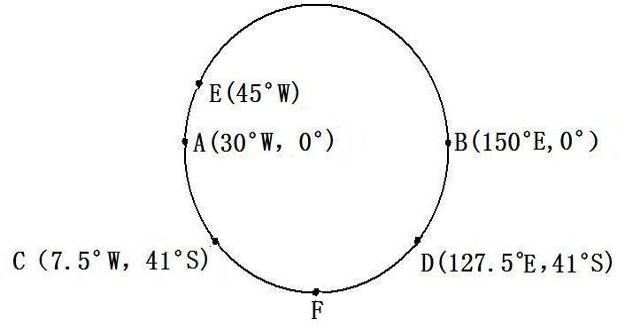 E(45°W)
A(30°W, 0°)
B(150°E,0°)
C (7.5°W, 41°S)
D(127.5°E,41°S)
F